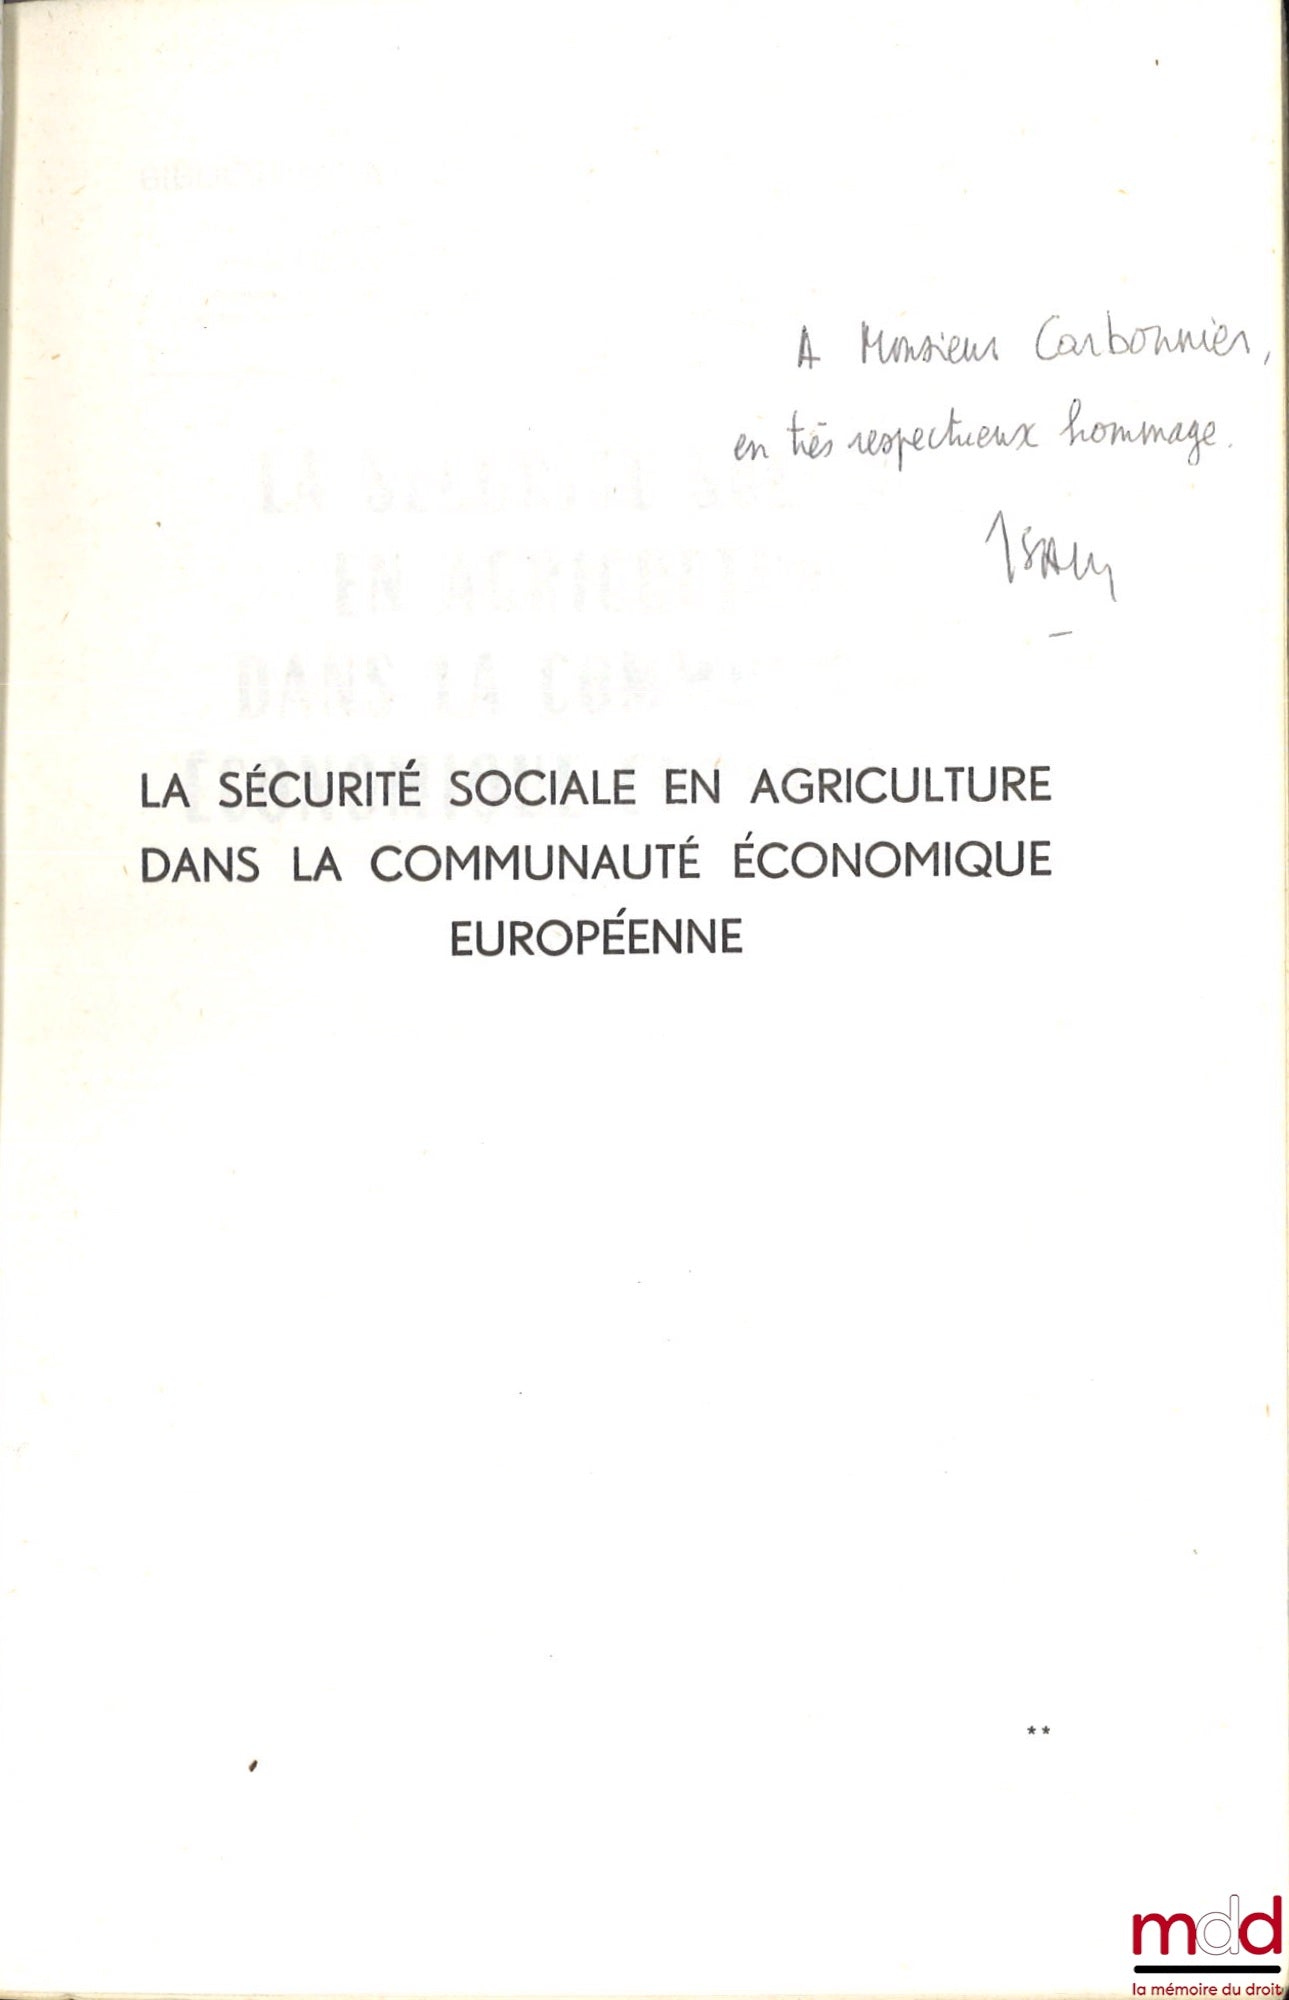 A Monsieur Carbonnier,
en très respectueux hommage.
LA SÉCURITÉ SOCIALE EN AGRICULTURE
DANS LA COMMUNAUTÉ ÉCONOMIQUE
EUROPÉENNE
**
mdd
la mémoire du droit